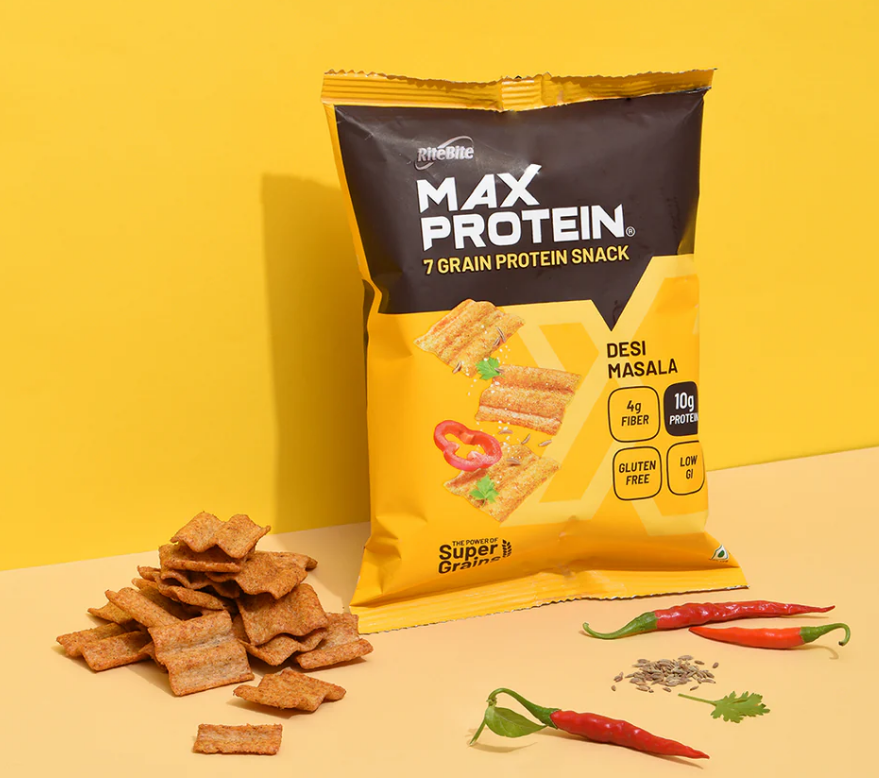 RiteBite
MAX
PROTEIN®
7 GRAIN PROTEIN SNACK
DESI
MASALA
4g
FIBER
10g
PROTEIN
GLUTEN
FREE
LOW
GI
THE POWER OF
Super
Grains